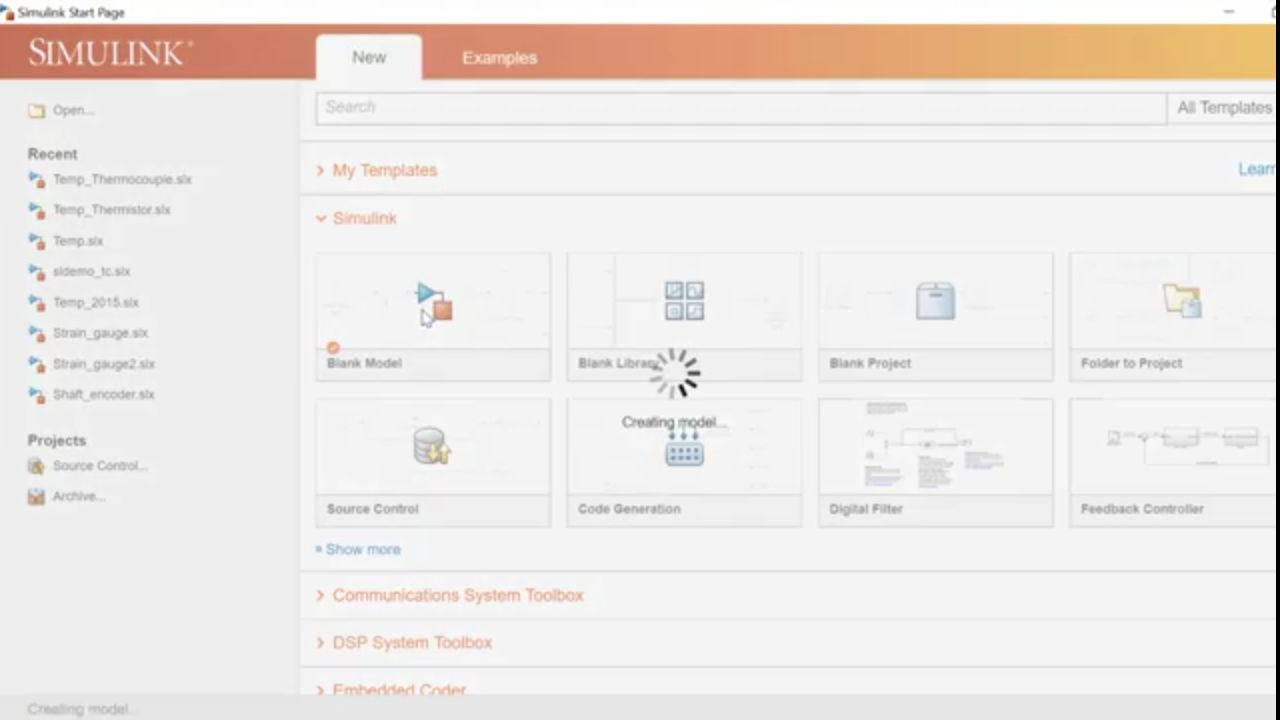 Simulink Start Page
SIMULINK®
New
Examples
Open...
Recent
Temp_Thermocouple.slx
Temp_Thermistor.slx
Temp.slx
sldemo_tc.slx
Temp_2015.slx
Strain_gauge.slx
Strain_gauge2.slx
Shaft_encoder.slx
Projects
Source Control...
Archive...
Search
All Templates
My Templates
Learn
Simulink
Blank Model
Blank Library
Blank Project
Folder to Project
Creating model...
Source Control
Code Generation
Digital Filter
Feedback Controller
Show more
Communications System Toolbox
DSP System Toolbox
Embedded Coder
Creating model...